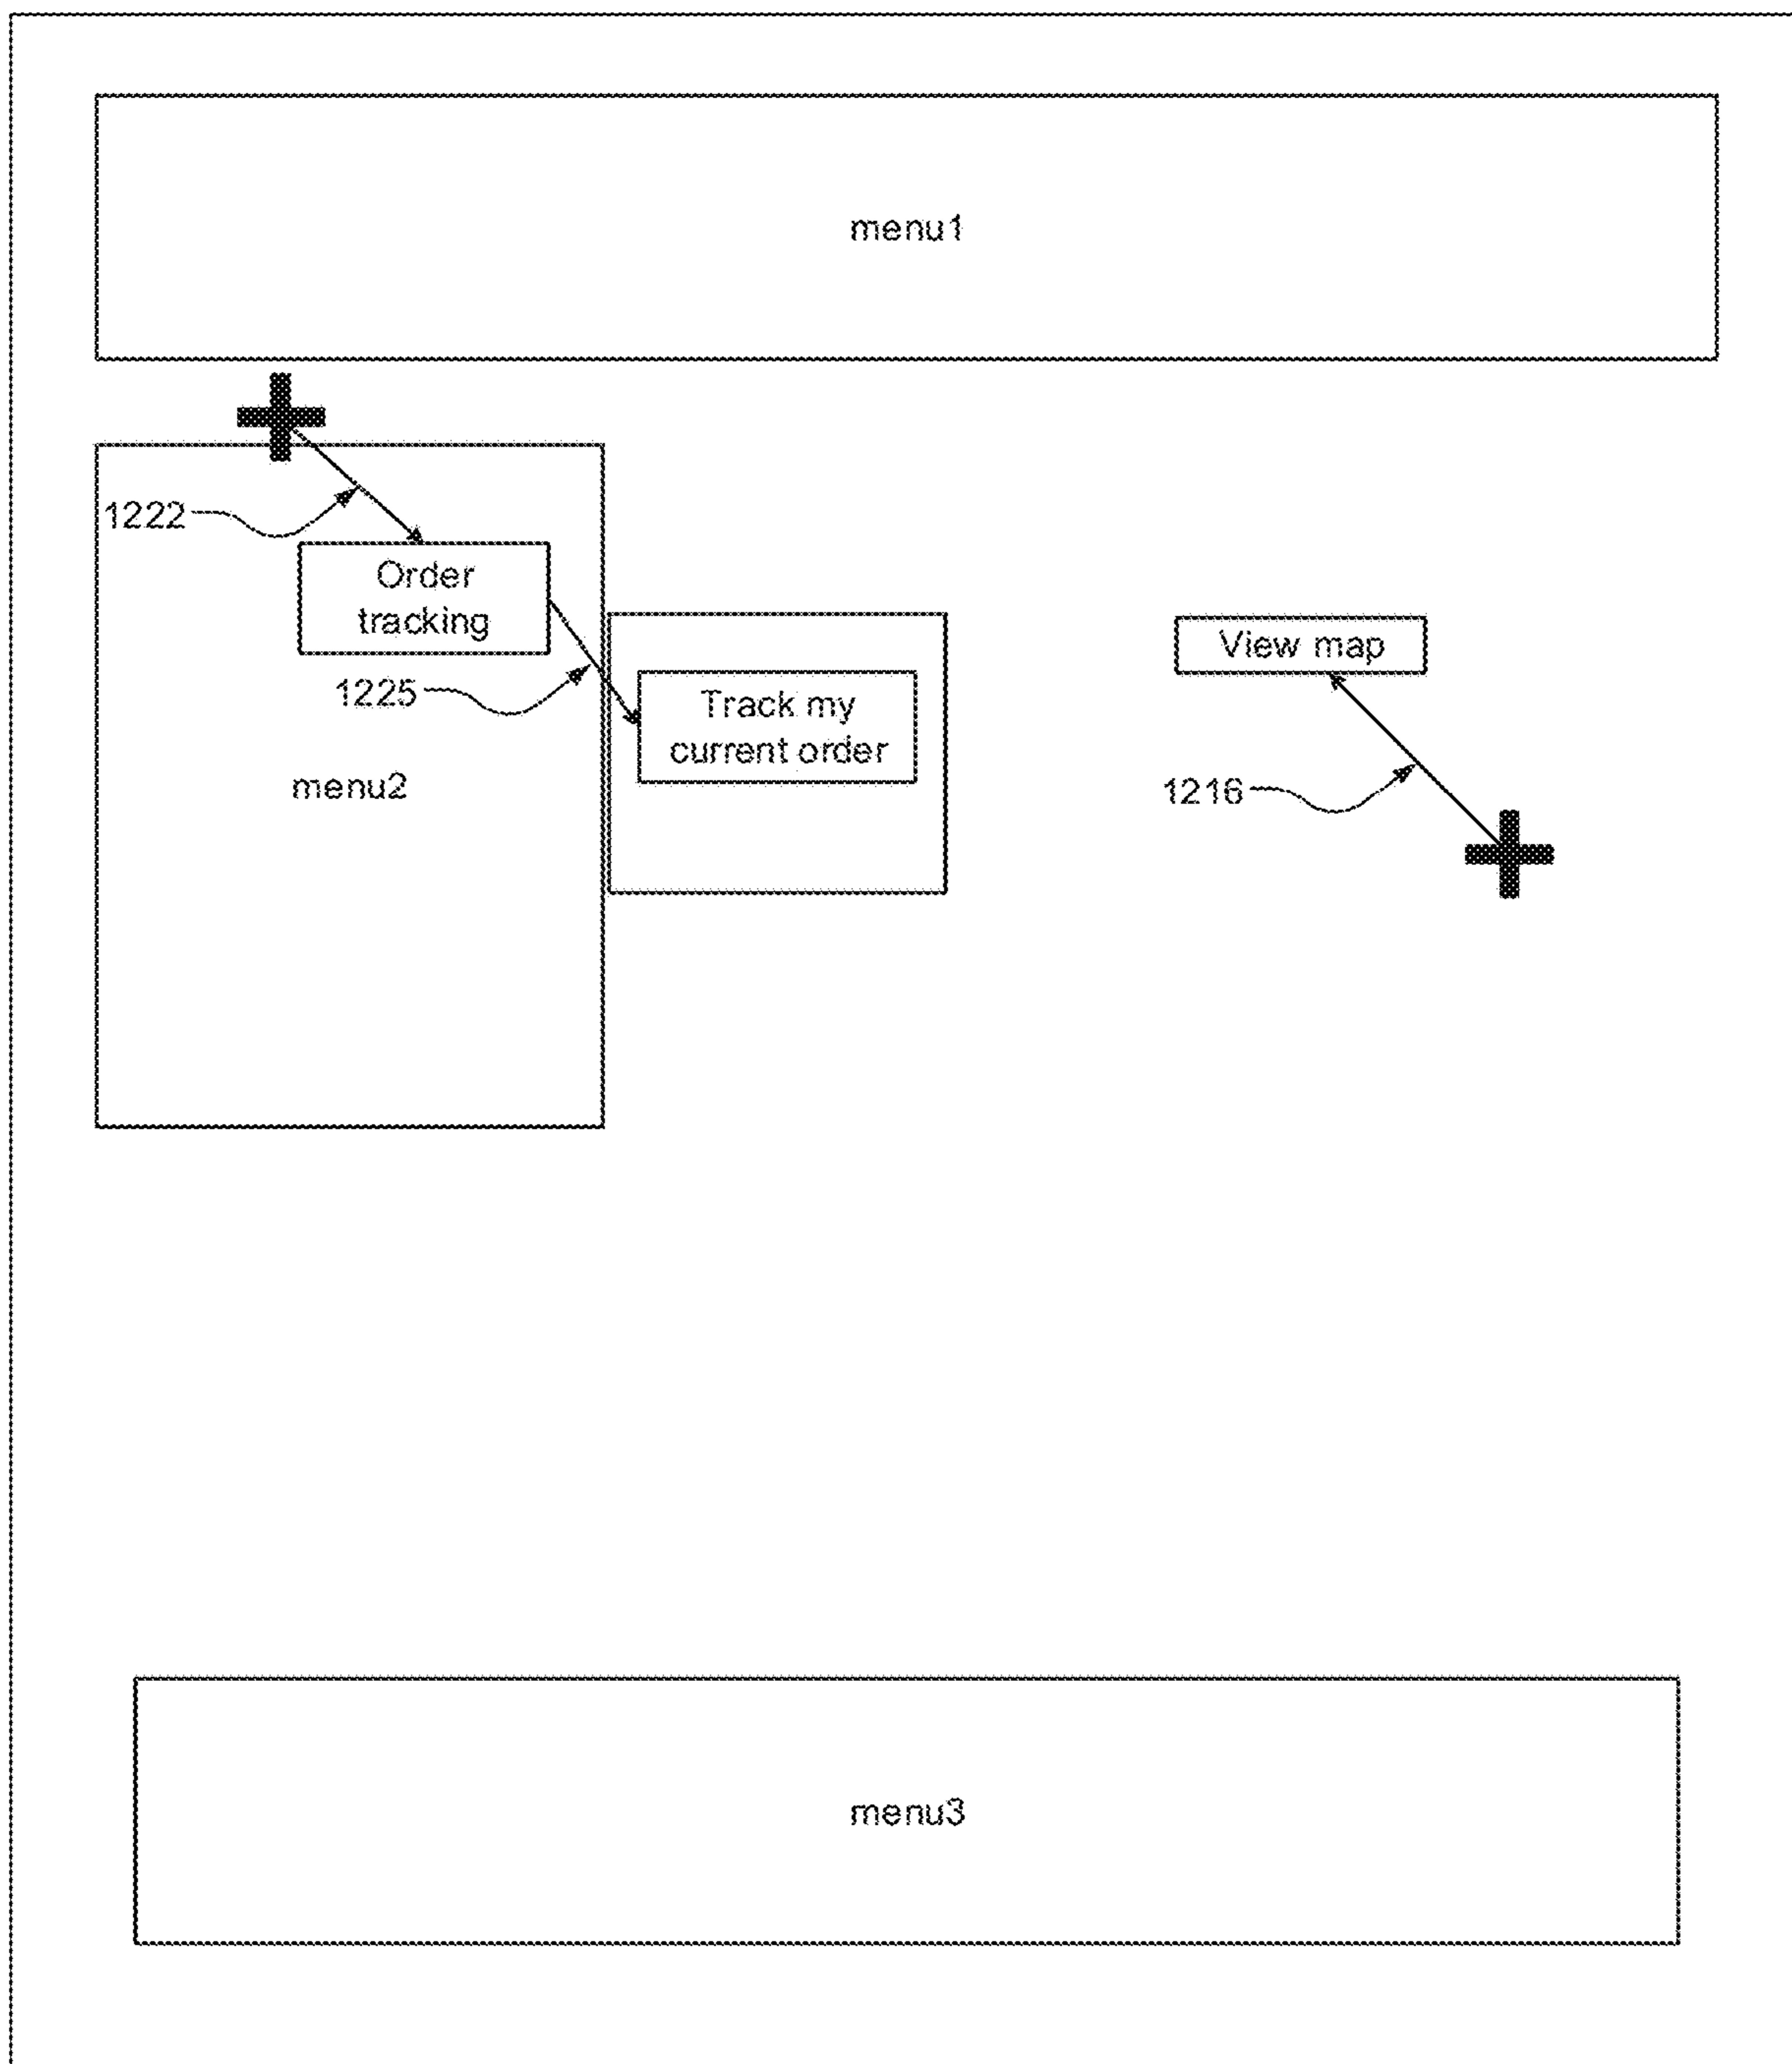 menu1
1222
Order
tracking
1225
Track my
current order
menu2
View map
1216
menu3